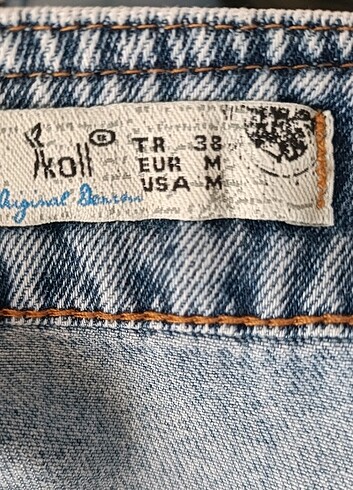 koll®
TR 38
EUR M
USA M
Original Denim